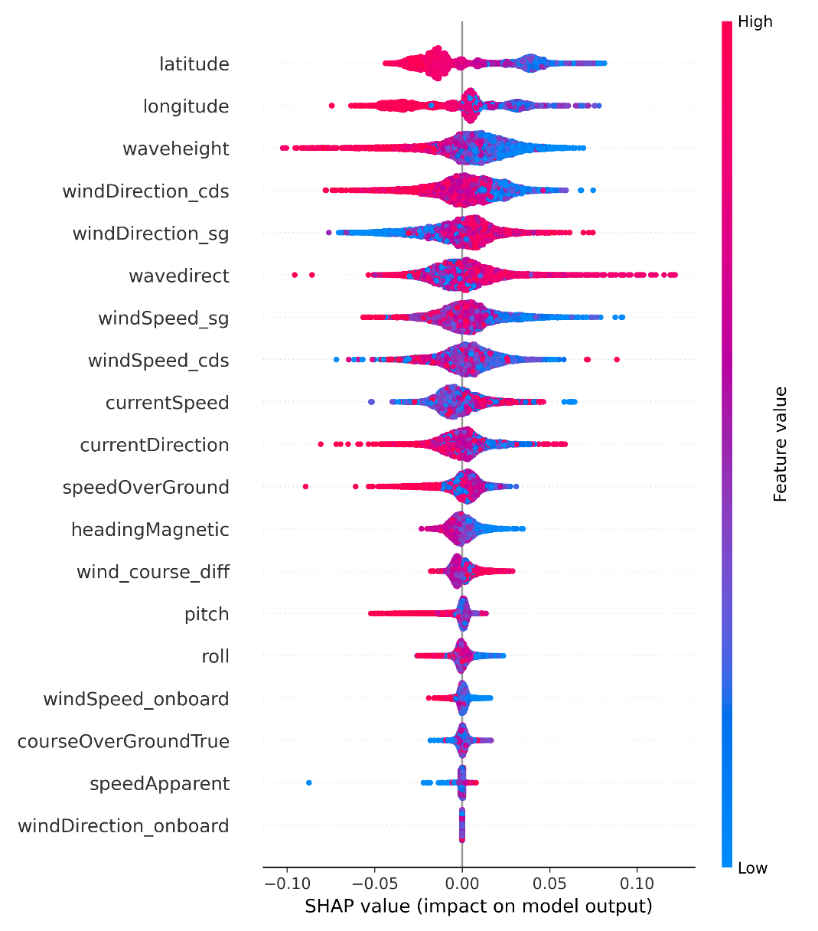 High
latitude
longitude
waveheight
windDirection_cds
windDirection_sg
wavedirect
windSpeed_sg
windSpeed_cds
currentSpeed
currentDirection
speedOverGround
headingMagnetic
wind_course_diff
pitch
roll
windSpeed_onboard
courseOverGroundTrue
speedApparent
windDirection_onboard
Feature value
Low
−0.10 −0.05 0.00 0.05 0.10
SHAP value (impact on model output)